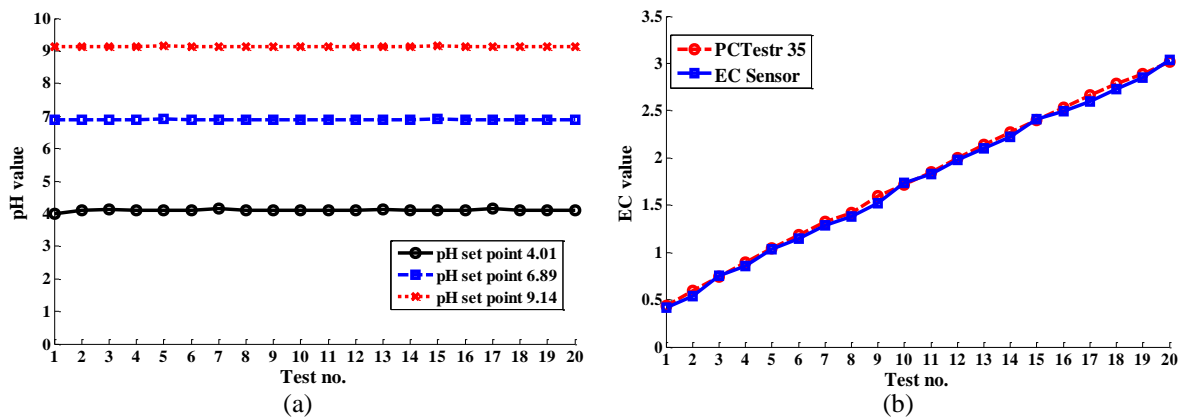 10
9
8
7
6
5
4
3
2
1
0
pH value
pH set point 4.01
pH set point 6.89
pH set point 9.14
1 2 3 4 5 6 7 8 9 10 11 12 13 14 15 16 17 18 19 20
Test no.
(a)
3.5
3
2.5
2
1.5
1
0.5
0
EC value
PCTestr 35
EC Sensor
1 2 3 4 5 6 7 8 9 10 11 12 13 14 15 16 17 18 19 20
Test no.
(b)